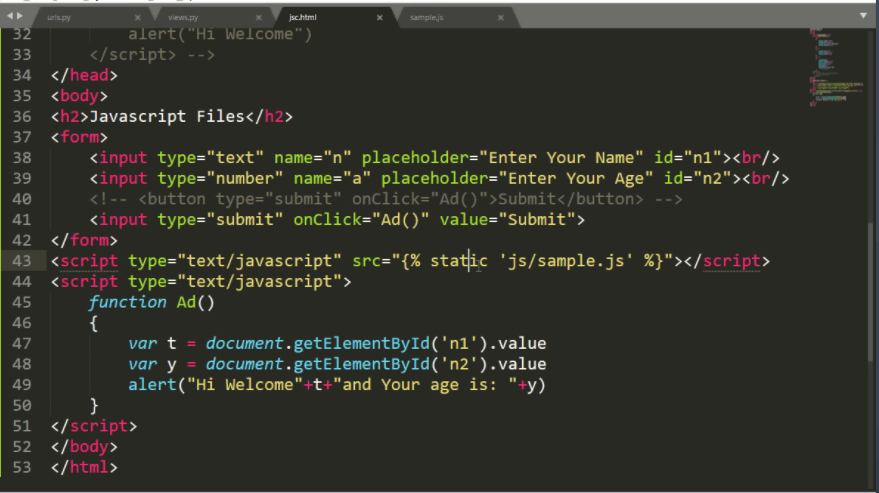 urls.py × views.py × jsc.html × sample.js ×
32 alert("Hi Welcome")
33 </script> -->
34 </head>
35 <body>
36 <h2>Javascript Files</h2>
37 <form>
38 <input type="text" name="n" placeholder="Enter Your Name" id="n1"><br/>
39 <input type="number" name="a" placeholder="Enter Your Age" id="n2"><br/>
40 <!-- <button type="submit" onClick="Ad()">Submit</button> -->
41 <input type="submit" onClick="Ad()" value="Submit">
42 </form>
43 <script type="text/javascript" src="{% static 'js/sample.js' %}"></script>
44 <script type="text/javascript">
45 function Ad()
46 {
47 var t = document.getElementById('n1').value
48 var y = document.getElementById('n2').value
49 alert("Hi Welcome"+t+"and Your age is: "+y)
50 }
51 </script>
52 </body>
53 </html>